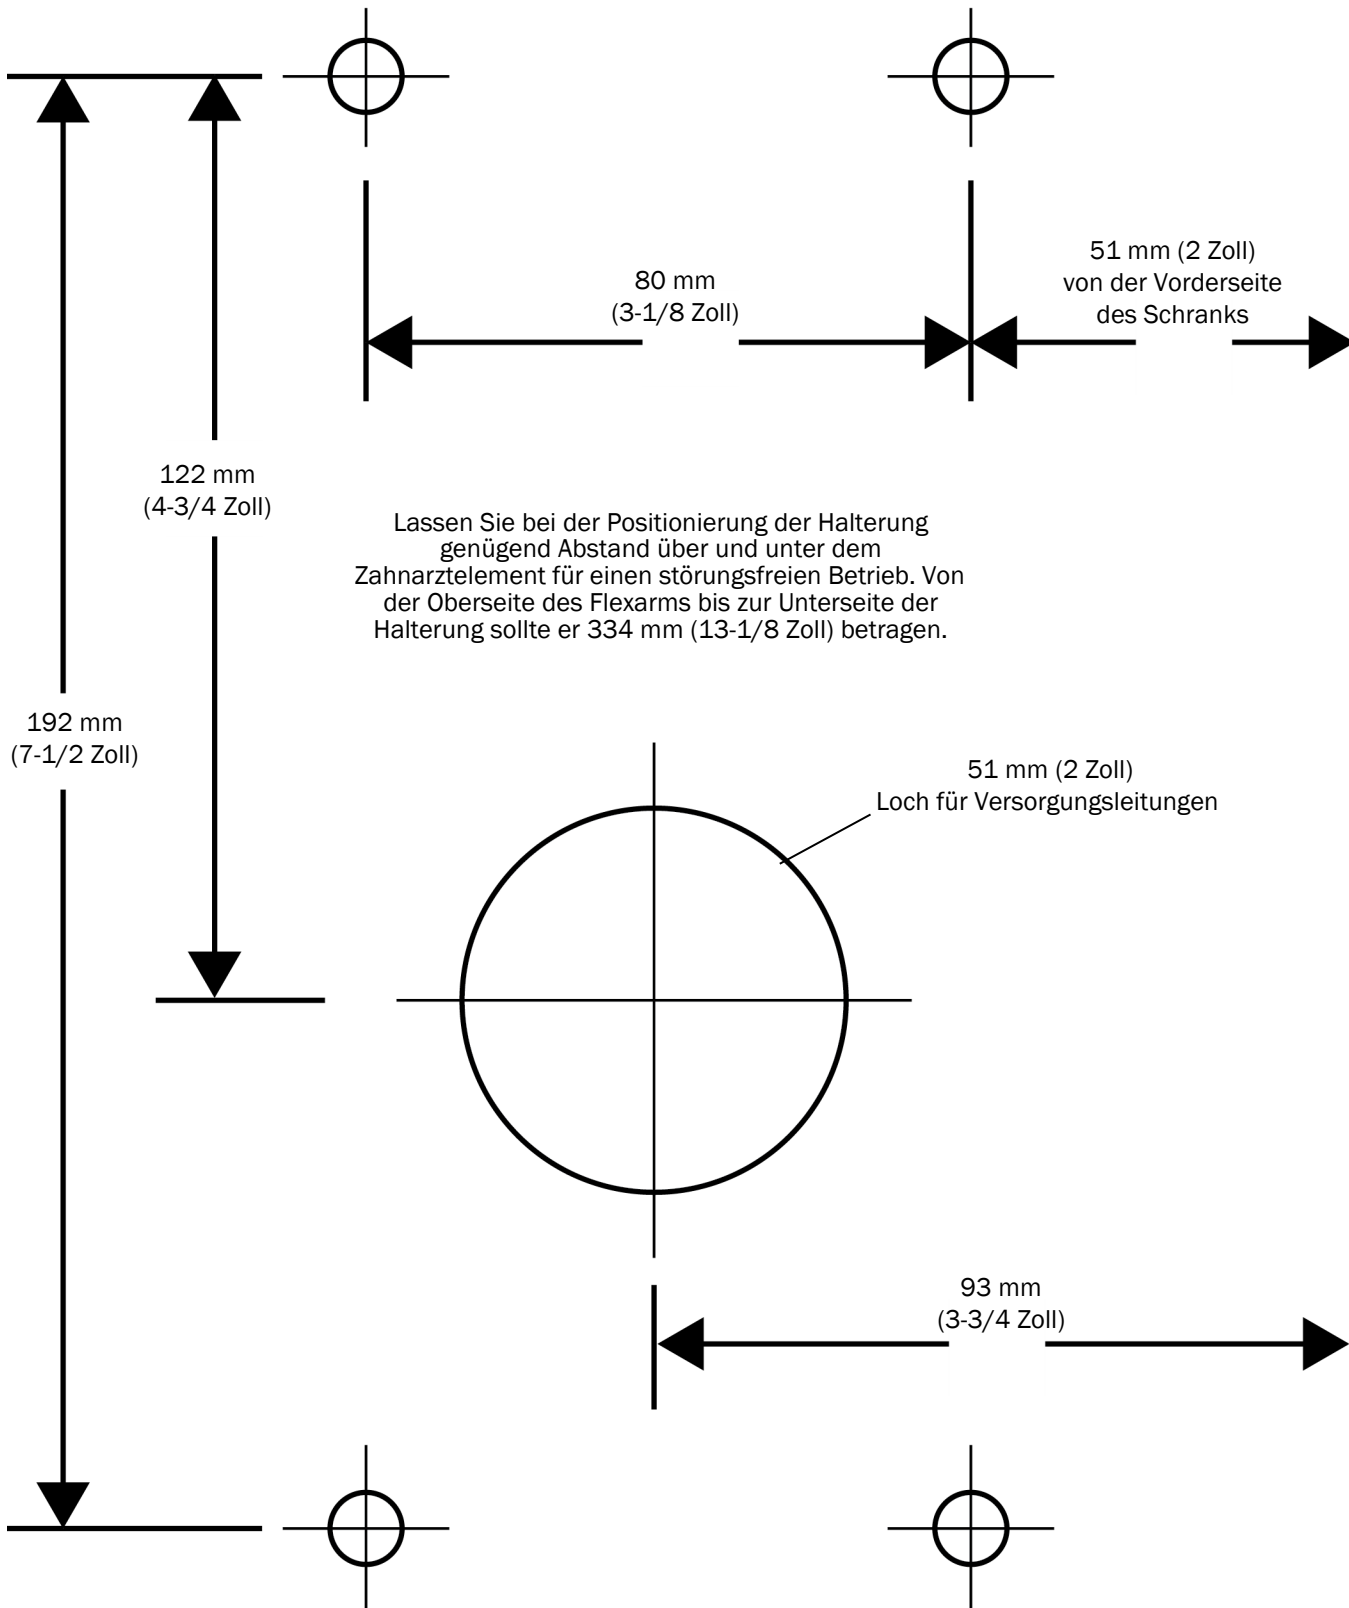 51 mm (2 Zoll)
von der Vorderseite
des Schranks
80 mm
(3-1/8 Zoll)
122 mm
(4-3/4 Zoll)
Lassen Sie bei der Positionierung der Halterung
genügend Abstand über und unter dem
Zahnarztelement für einen störungsfreien Betrieb. Von
der Oberseite des Flexarms bis zur Unterseite der
Halterung sollte er 334 mm (13-1/8 Zoll) betragen.
192 mm
(7-1/2 Zoll)
51 mm (2 Zoll)
Loch für Versorgungsleitungen
93 mm
(3-3/4 Zoll)